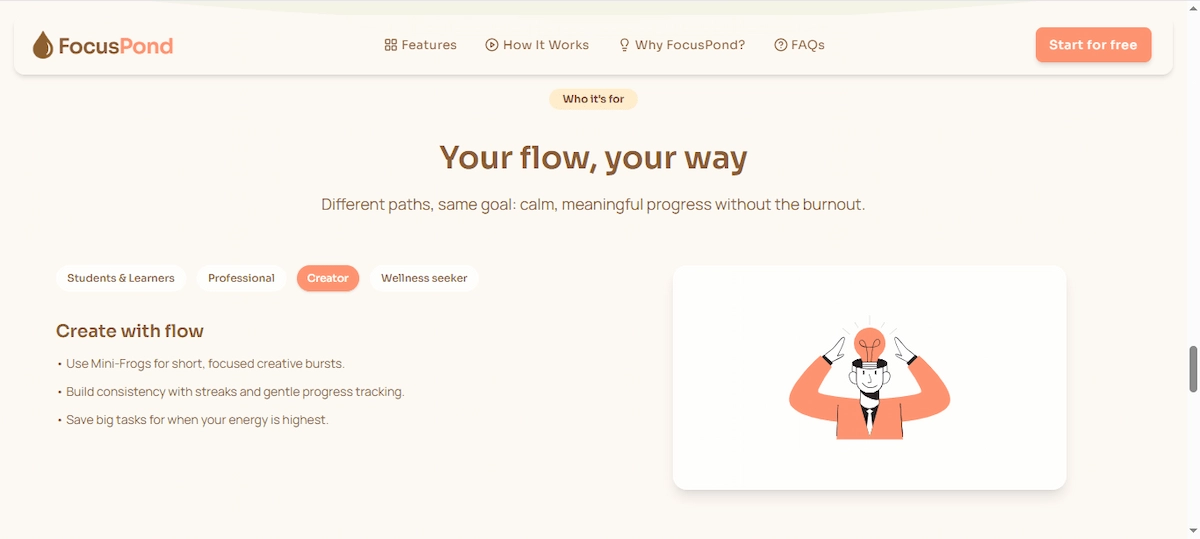 FocusPond
Features
How It Works
Why FocusPond?
FAQs
Start for free
Who it's for
Your flow, your way
Different paths, same goal: calm, meaningful progress without the burnout.
Students & Learners
Professional
Creator
Wellness seeker
Create with flow
• Use Mini-Frogs for short, focused creative bursts.
• Build consistency with streaks and gentle progress tracking.
• Save big tasks for when your energy is highest.